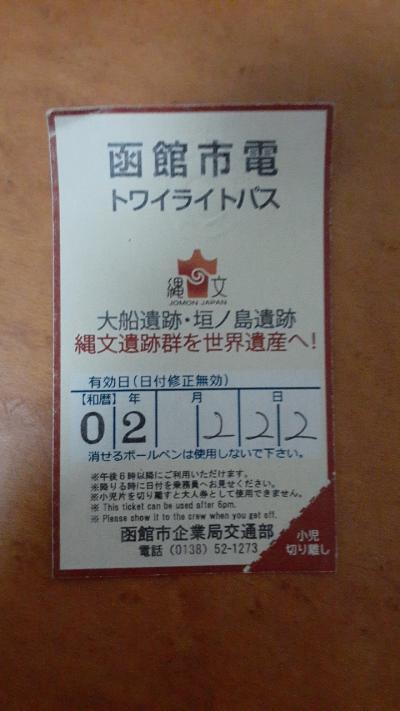 函館市電
トワイライトパス
縄文
JOMON JAPAN
大船遺跡・垣ノ島遺跡
縄文遺跡群を世界遺産へ!
有効日(日付修正無効)
【和暦】 年 月 日
02 2 22
消せるボールペンは使用しないで下さい。
※午後6時以降にご利用いただけます。
※降りる時に日付を乗務員へお見せください。
※小児片を切り離すと大人券として使用できません。
※ This ticket can be used after 6pm.
※ Please show it to the crew when you get off.
函館市企業局交通部
電話 (0138) 52-1273
小児
切り離し